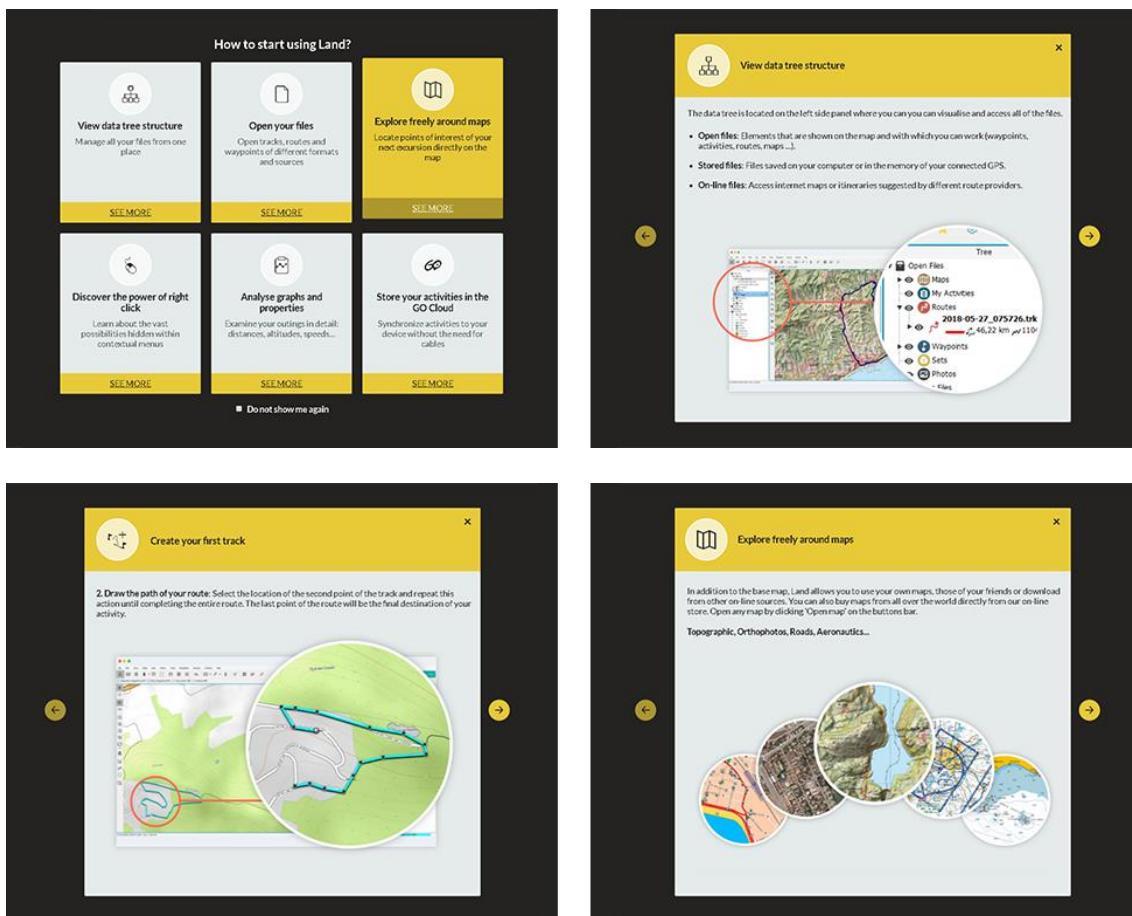 How to start using Land?
View data tree structure
Manage all your files from one
place
SEE MORE
Open your files
Open tracks, routes and
waypoints of different formats
and sources
SEE MORE
Explore freely around maps
Locate points of interest of your
next excursion directly on the
map
SEE MORE
Discover the power of right
click
Learn about the vast
possibilities hidden within
contextual menus
SEE MORE
Analyse graphs and
properties
Examine your outings in detail:
distances, altitudes, speeds...
SEE MORE
Store your activities in the
GO Cloud
Synchronize activities to your
device without the need for
cables
SEE MORE
Do not show me again
View data tree structure
The data tree is located on the left side panel where you can you can visualise and access all of the files.
• Open files: Elements that are shown on the map and with which you can work (waypoints,
activities, routes, maps ...).
• Stored files: Files saved on your computer or in the memory of your connected GPS.
• On-line files: Access internet maps or itineraries suggested by different route providers.
Tree
Open Files
Maps
My Activities
Routes
2018-05-27_075726.trk
46,22 km
Waypoints
Sets
Photos
Files
Create your first track
2. Draw the path of your route: Select the location of the second point of the track and repeat this
action until completing the entire route. The last point of the route will be the final destination of your
activity.
Explore freely around maps
In addition to the base map, Land allows you to use your own maps, those of your friends or download
from other on-line sources. You can also buy maps from all over the world directly from our on-line
store. Open any map by clicking 'Open map' on the buttons bar.
Topographic, Orthophotos, Roads, Aeronautics...